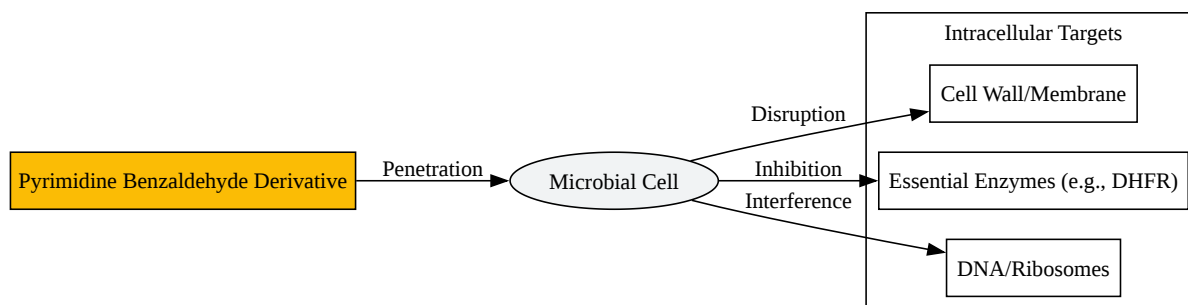 Intracellular Targets
Cell Wall/Membrane
Disruption
Penetration
Inhibition
Pyrimidine Benzaldehyde Derivative
Microbial Cell
Essential Enzymes (e.g., DHFR)
Interference
DNA/Ribosomes